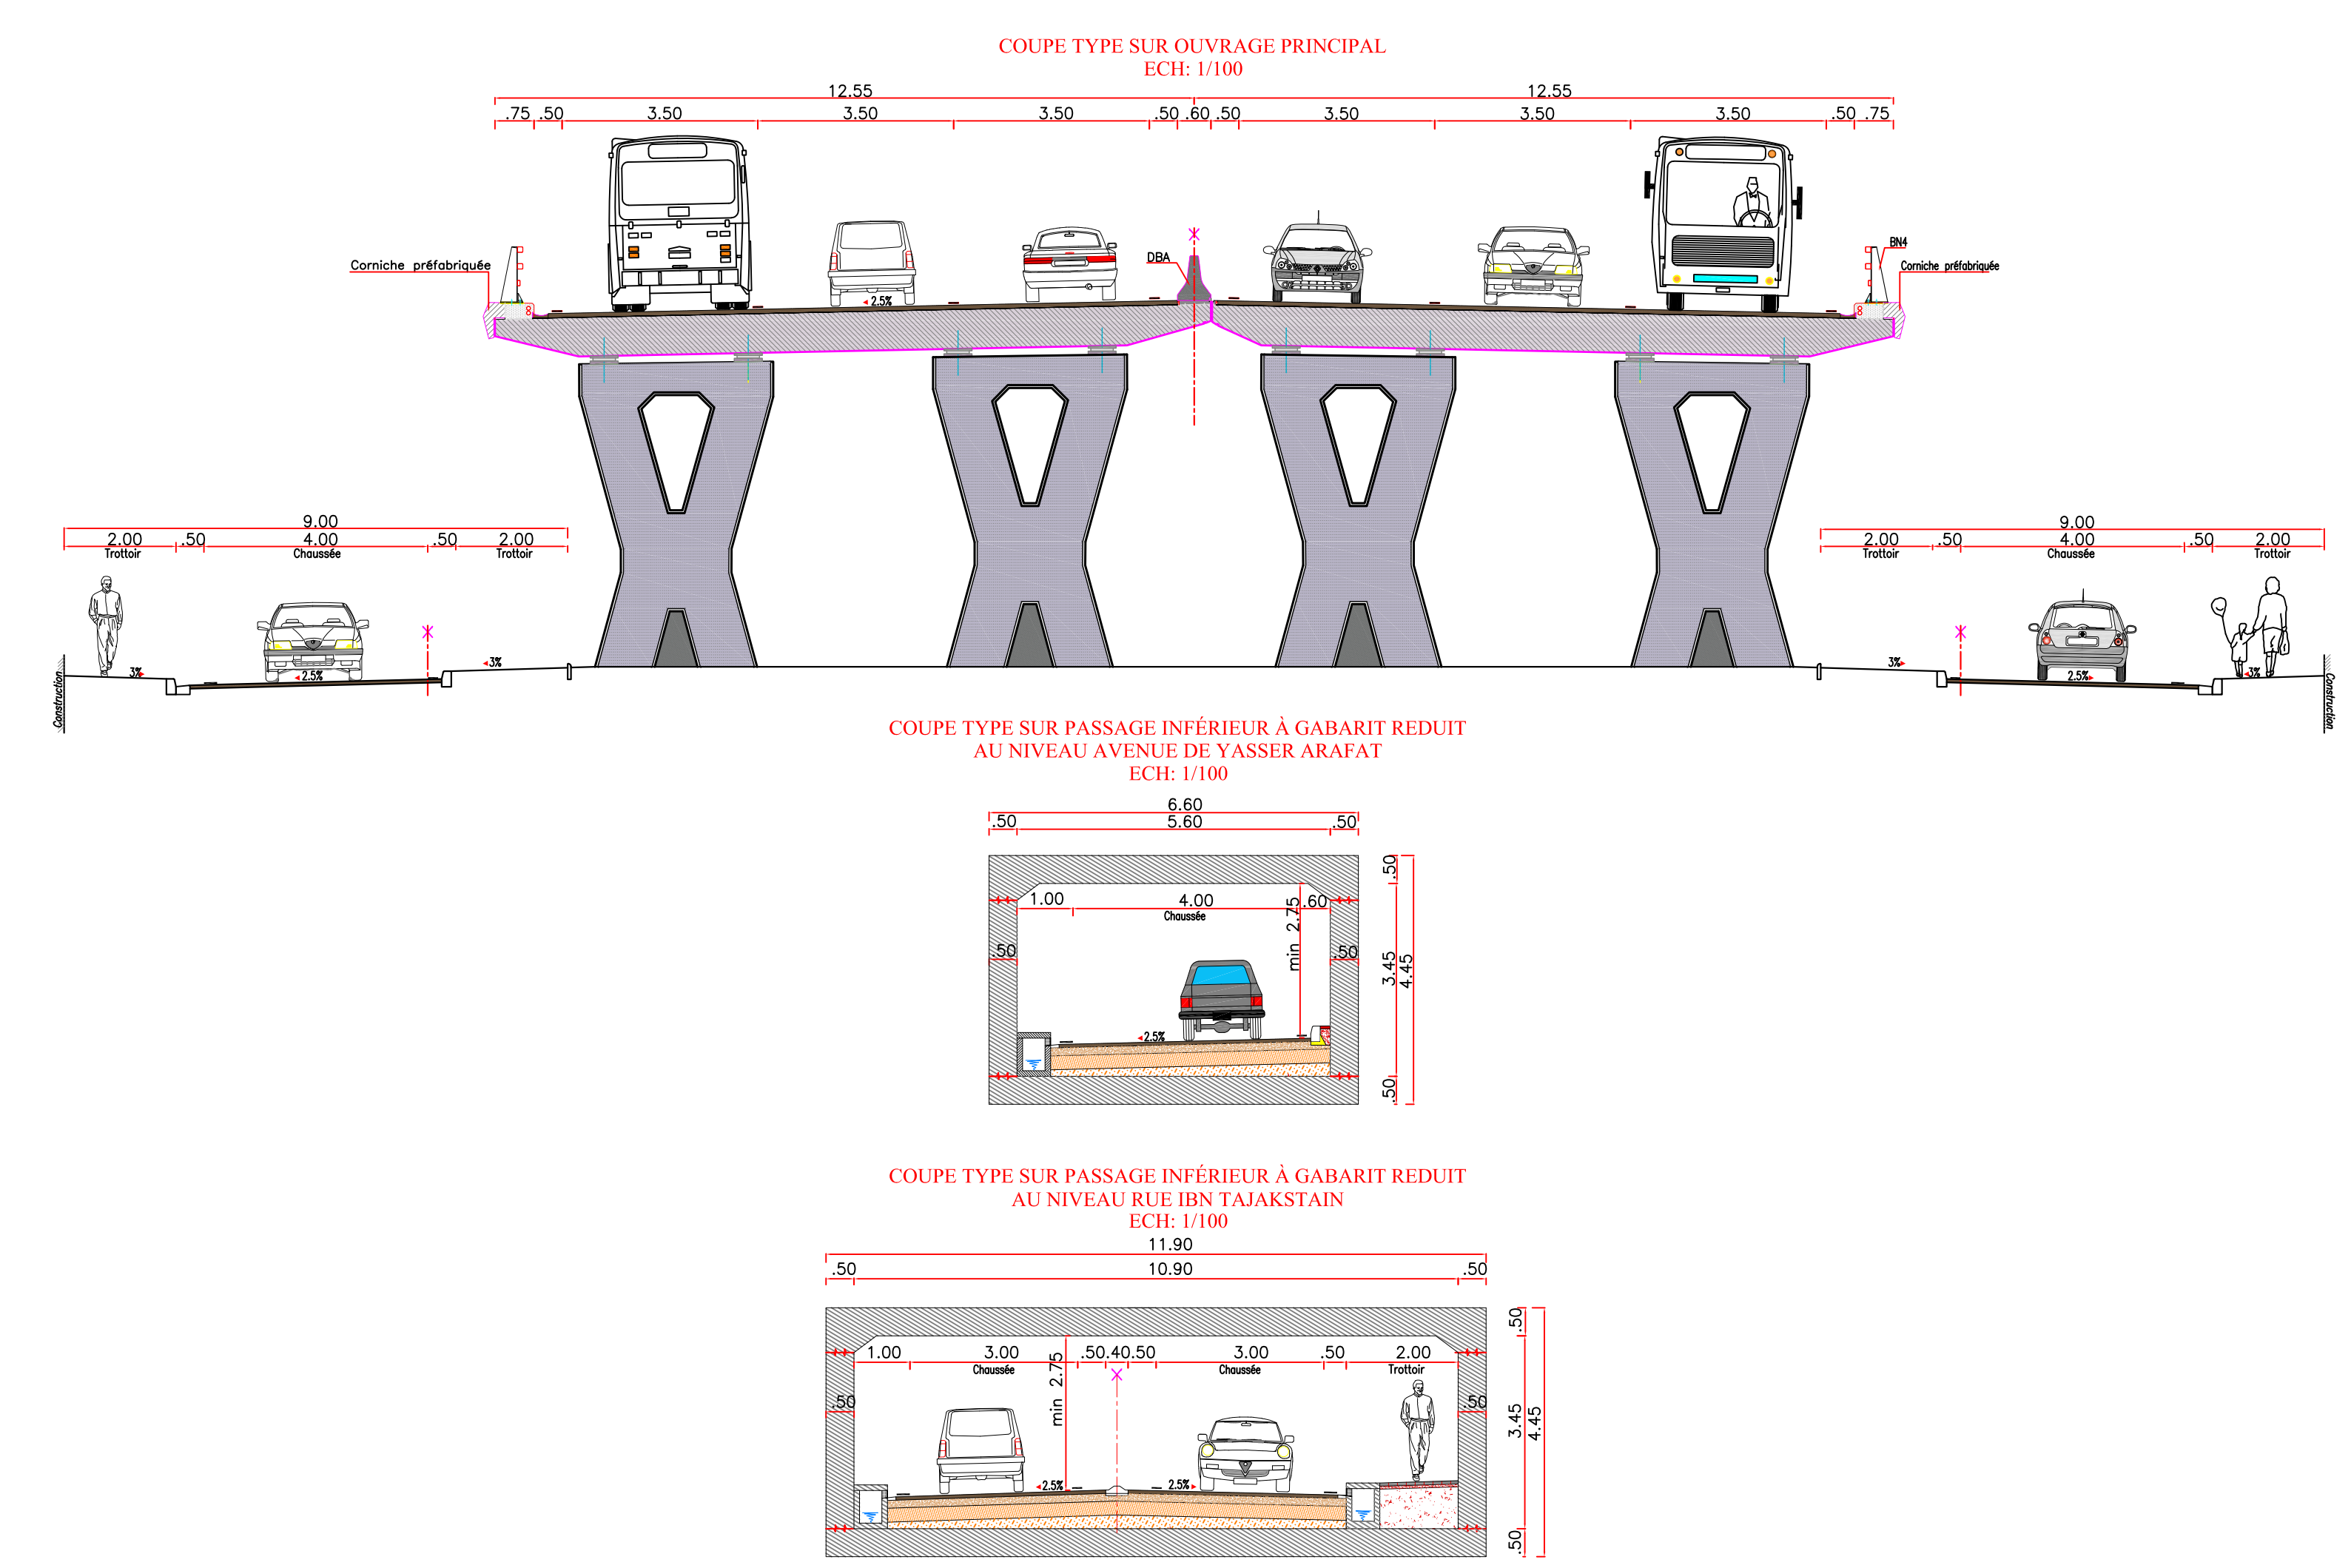 COUPE TYPE SUR OUVRAGE PRINCIPAL
ECH: 1/100
12.55 12.55
.75 .50 3.50 3.50 3.50 .50 .60 .50 3.50 3.50 3.50 .50 .75
Corniche préfabriquée
DBA
BN4
Corniche préfabriquée
2.5%
9.00 9.00
2.00 .50 4.00 .50 2.00 2.00 .50 4.00 .50 2.00
Trottoir Chaussée Trottoir Trottoir Chaussée Trottoir
3% 2.5% 3% 3% 2.5% 3%
Construction Construction
COUPE TYPE SUR PASSAGE INFÉRIEUR À GABARIT REDUIT
AU NIVEAU AVENUE DE YASSER ARAFAT
ECH: 1/100
6.60
.50 5.60 .50
.50
1.00 4.00 .60
Chaussée
min 2.75
.50 .50
3.45
4.45
2.5%
.50
COUPE TYPE SUR PASSAGE INFÉRIEUR À GABARIT REDUIT
AU NIVEAU RUE IBN TAJAKSTAIN
ECH: 1/100
11.90
.50 10.90 .50
.50
1.00 3.00 .50 .40 .50 3.00 .50 2.00
Chaussée Chaussée Trottoir
min 2.75
.50 .50
3.45
4.45
2.5% 2.5%
.50